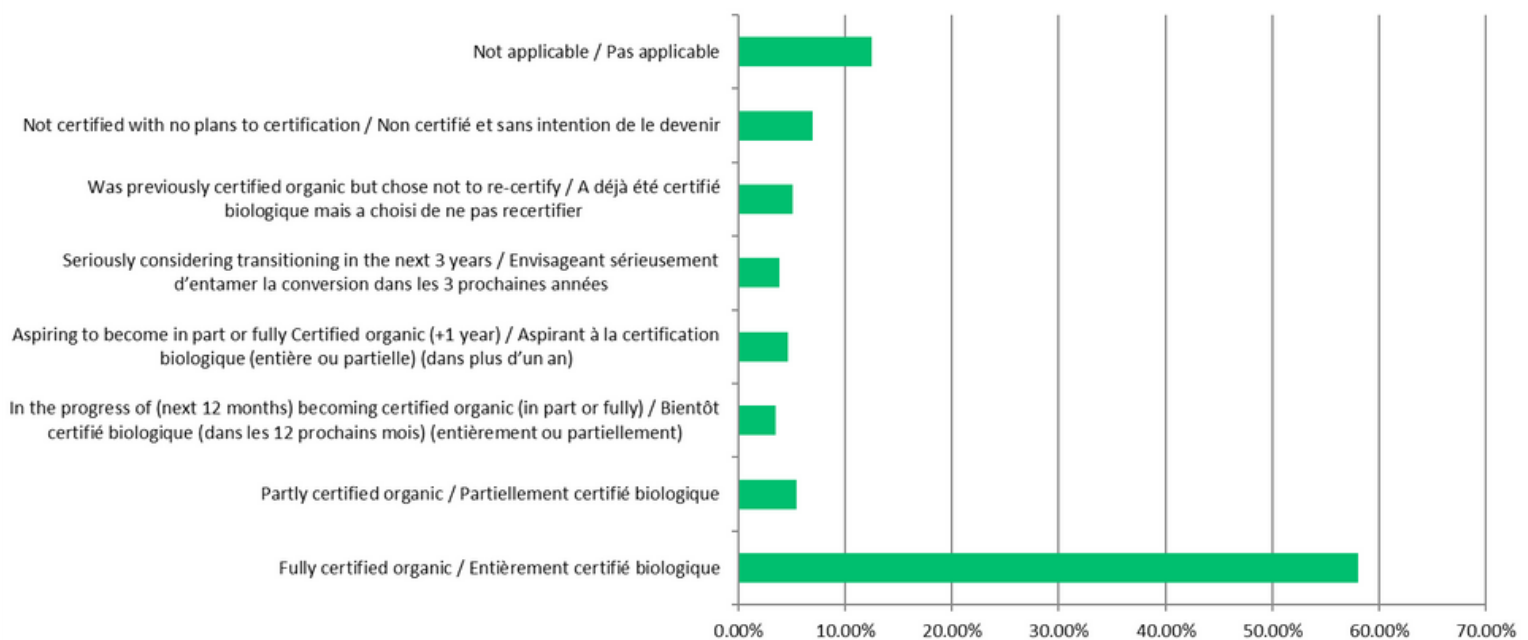 Not applicable / Pas applicable
Not certified with no plans to certification / Non certifié et sans intention de le devenir
Was previously certified organic but chose not to re-certify / A déjà été certifié
biologique mais a choisi de ne pas recertifier
Seriously considering transitioning in the next 3 years / Envisageant sérieusement
d’entamer la conversion dans les 3 prochaines années
Aspiring to become in part or fully Certified organic (+1 year) / Aspirant à la certification
biologique (entière ou partielle) (dans plus d’un an)
In the progress of (next 12 months) becoming certified organic (in part or fully) / Bientôt
certifié biologique (dans les 12 prochains mois) (entièrement ou partiellement)
Partly certified organic / Partiellement certifié biologique
Fully certified organic / Entièrement certifié biologique
0.00% 10.00% 20.00% 30.00% 40.00% 50.00% 60.00% 70.00%